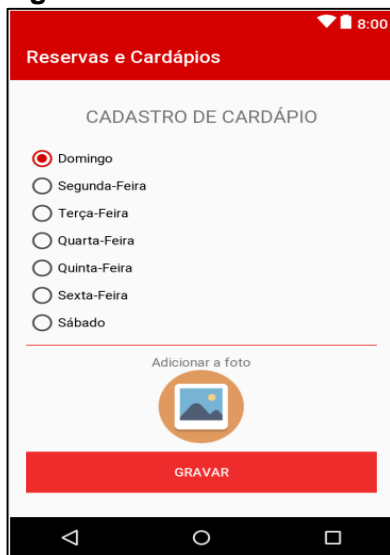 8:00
Reservas e Cardápios
CADASTRO DE CARDÁPIO
Domingo
Segunda-Feira
Terça-Feira
Quarta-Feira
Quinta-Feira
Sexta-Feira
Sábado
Adicionar a foto
GRAVAR